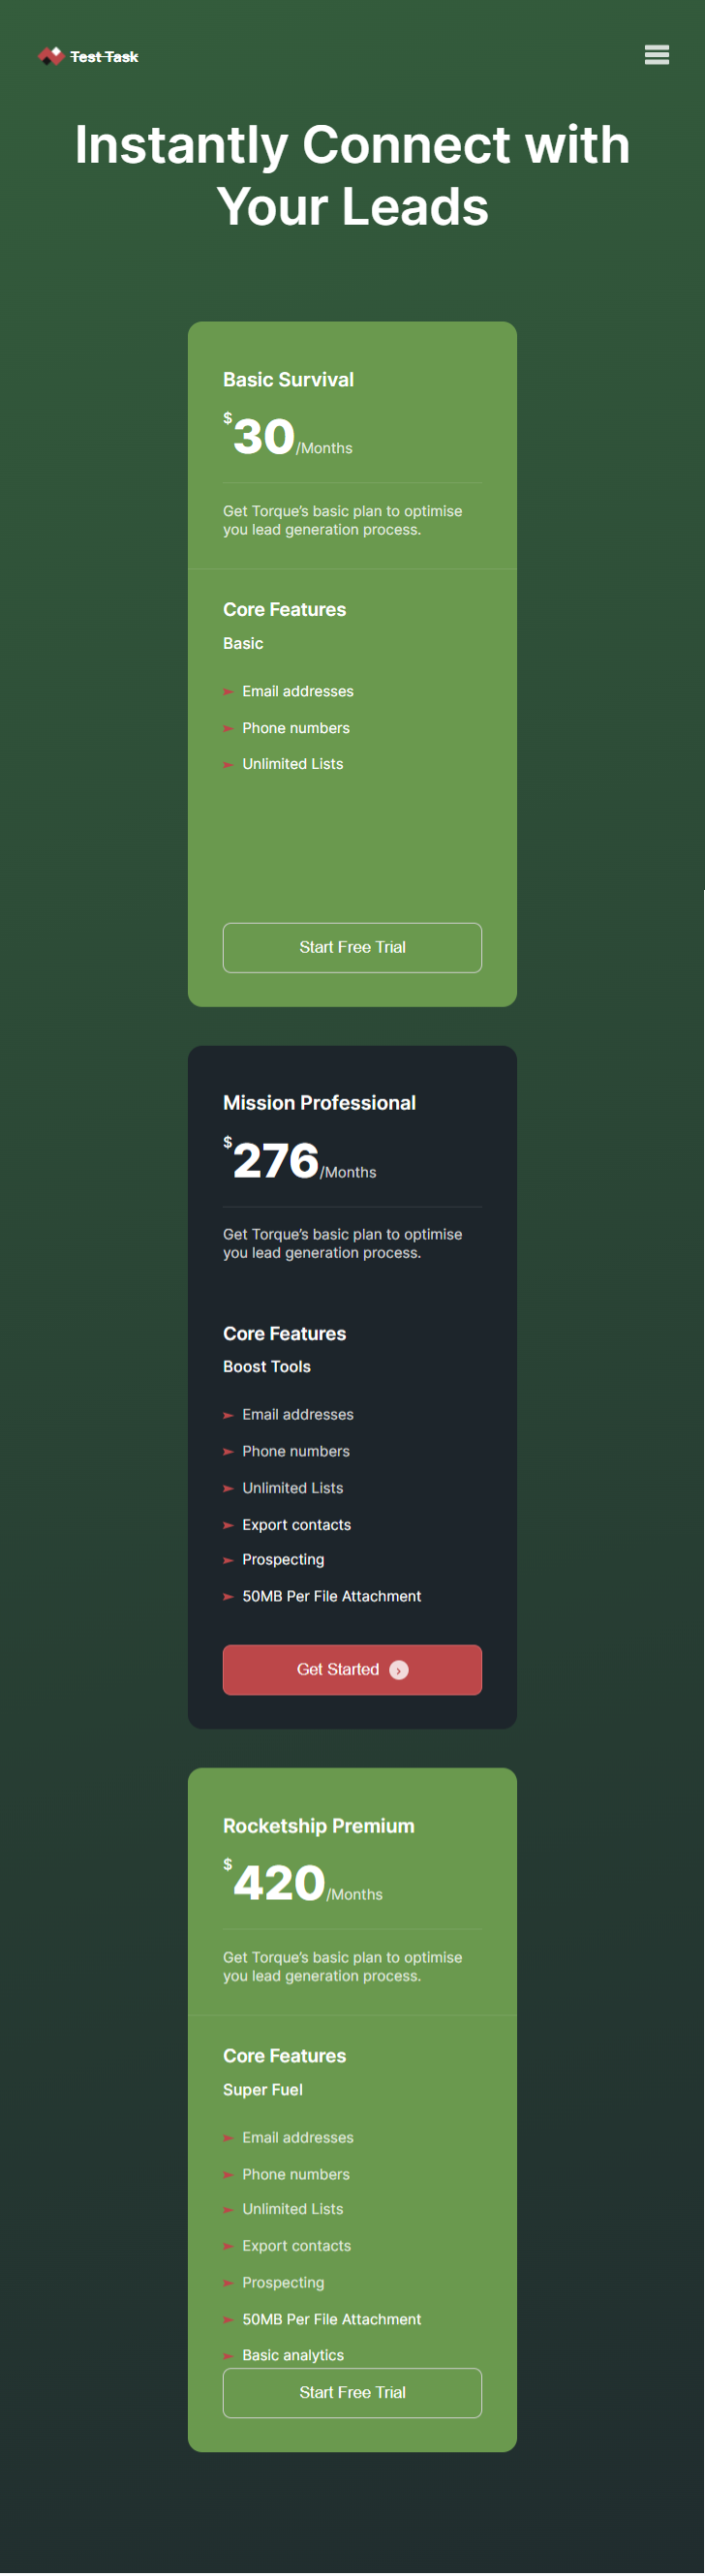 Test Task
Instantly Connect with
Your Leads
Basic Survival
$30/Months
Get Torque’s basic plan to optimise
you lead generation process.
Core Features
Basic
Email addresses
Phone numbers
Unlimited Lists
Start Free Trial
Mission Professional
$276/Months
Get Torque’s basic plan to optimise
you lead generation process.
Core Features
Boost Tools
Email addresses
Phone numbers
Unlimited Lists
Export contacts
Prospecting
50MB Per File Attachment
Get Started
Rocketship Premium
$420/Months
Get Torque’s basic plan to optimise
you lead generation process.
Core Features
Super Fuel
Email addresses
Phone numbers
Unlimited Lists
Export contacts
Prospecting
50MB Per File Attachment
Basic analytics
Start Free Trial